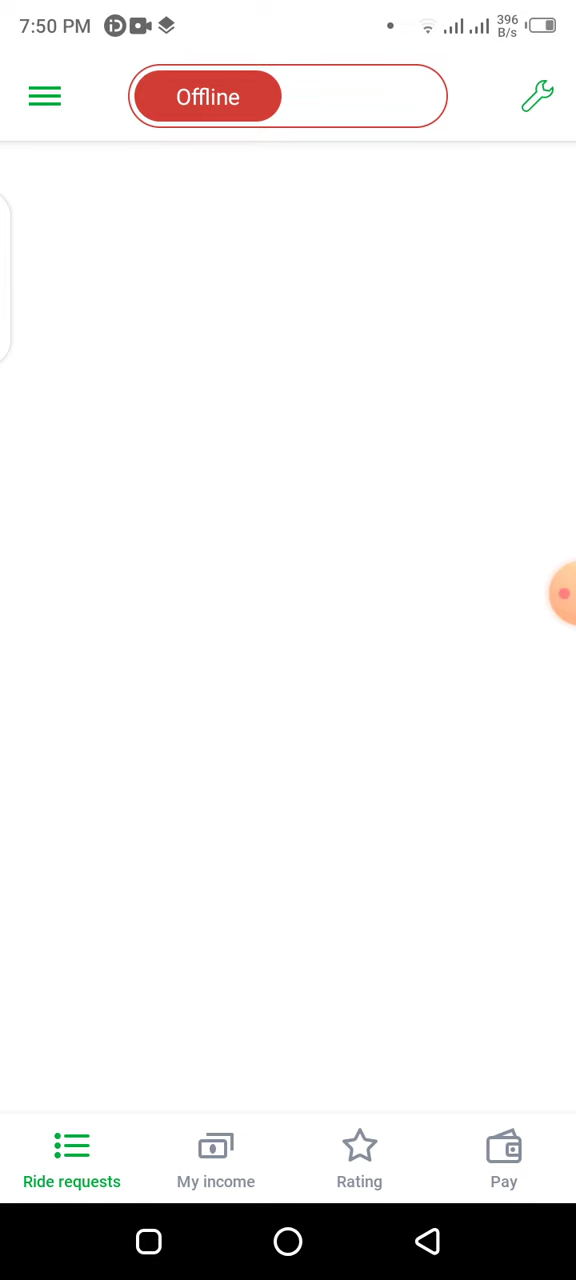 7:50 PM
396
B/s
Offline
Ride requests
My income
Rating
Pay